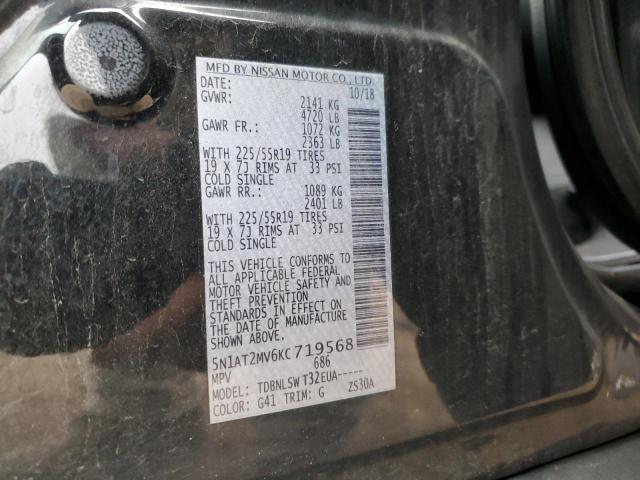 MFD BY NISSAN MOTOR CO., LTD.
DATE: 10/18
GVWR: 2141 KG
4720 LB
GAWR FR.: 1072 KG
2363 LB
WITH 225/55R19 TIRES
19 X 7J RIMS AT 33 PSI
COLD SINGLE
GAWR RR.: 1089 KG
2401 LB
WITH 225/55R19 TIRES
19 X 7J RIMS AT 33 PSI
COLD SINGLE
THIS VEHICLE CONFORMS TO
ALL APPLICABLE FEDERAL
MOTOR VEHICLE SAFETY AND
THEFT PREVENTION
STANDARDS IN EFFECT ON
THE DATE OF MANUFACTURE
SHOWN ABOVE.
5N1AT2MV6KC719568
MPV 686
MODEL: TDBNLSW T32EUA-----
COLOR: G41 TRIM: G ZS30A